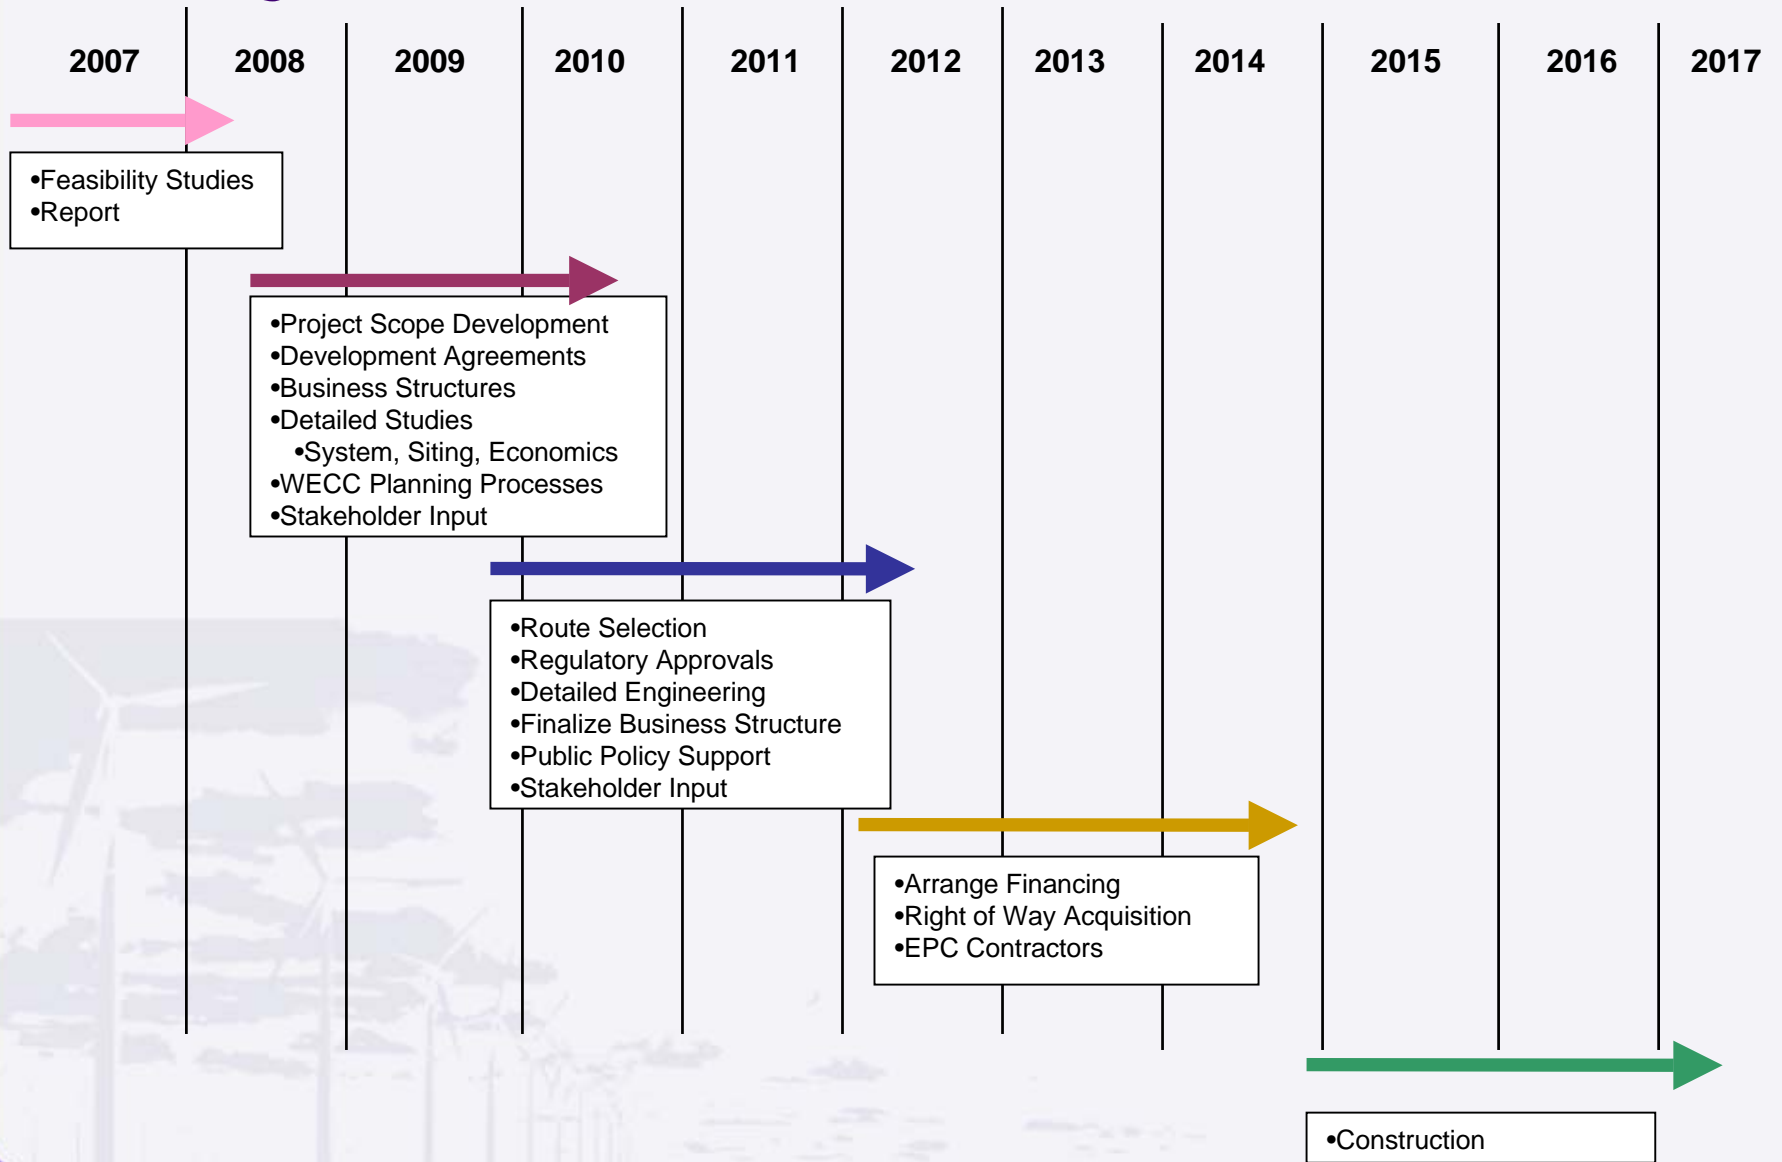 2007 2008 2009 2010 2011 2012 2013 2014 2015 2016 2017
•Feasibility Studies
•Report
•Project Scope Development
•Development Agreements
•Business Structures
•Detailed Studies
•System, Siting, Economics
•WECC Planning Processes
•Stakeholder Input
•Route Selection
•Regulatory Approvals
•Detailed Engineering
•Finalize Business Structure
•Public Policy Support
•Stakeholder Input
•Arrange Financing
•Right of Way Acquisition
•EPC Contractors
•Construction